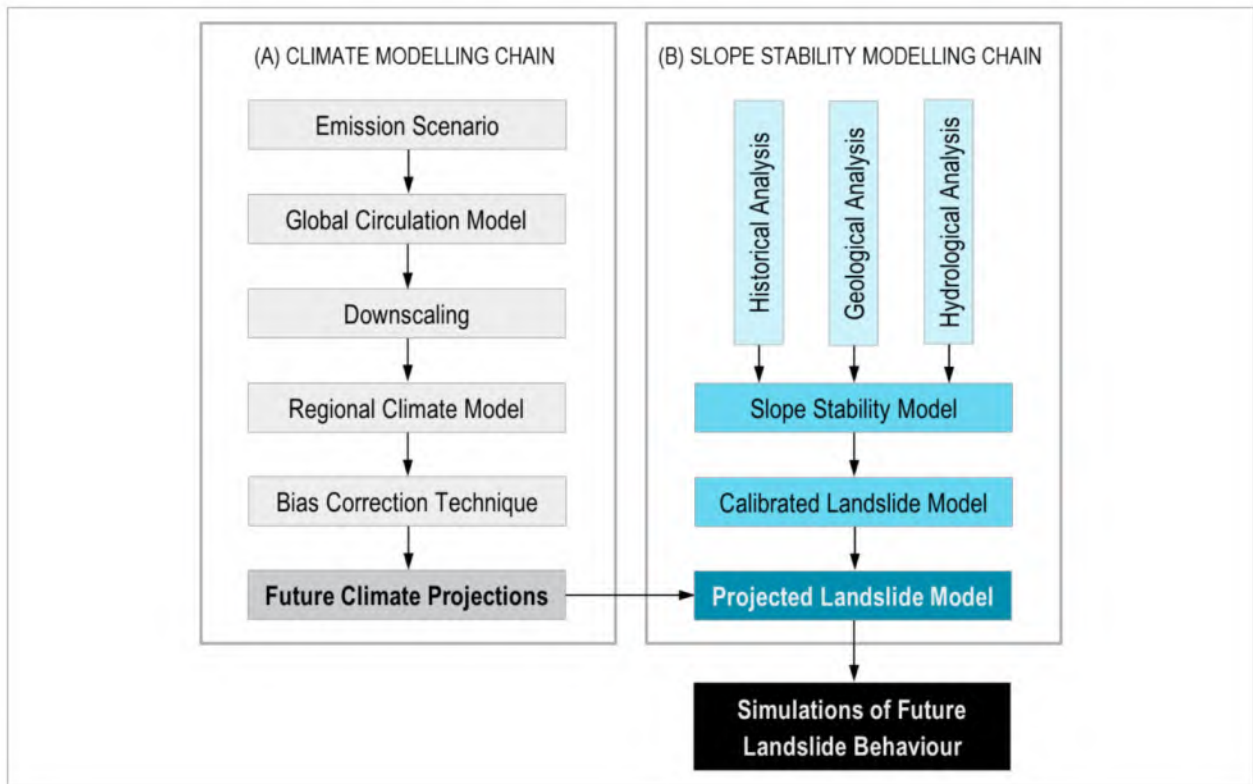 (A) CLIMATE MODELLING CHAIN
Emission Scenario
Global Circulation Model
Downscaling
Regional Climate Model
Bias Correction Technique
Future Climate Projections
(B) SLOPE STABILITY MODELLING CHAIN
Historical Analysis
Geological Analysis
Hydrological Analysis
Slope Stability Model
Calibrated Landslide Model
Projected Landslide Model
Simulations of Future
Landslide Behaviour